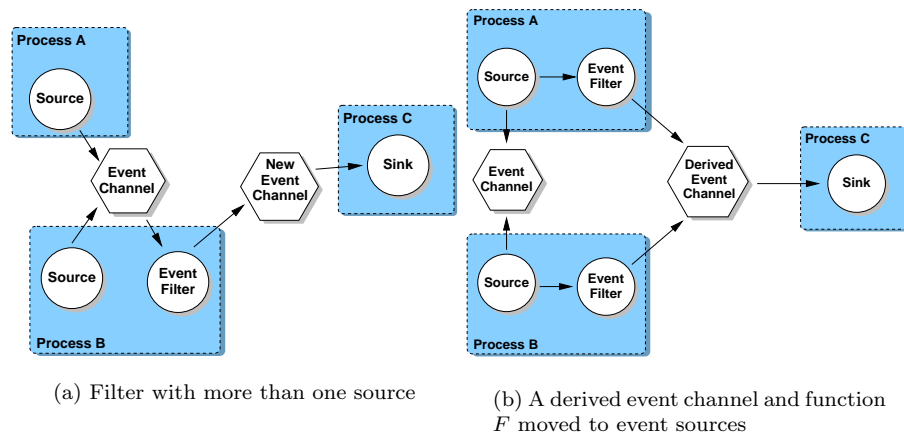 Process A
Source
Event
Channel
New
Event
Channel
Process C
Sink
Source
Event
Filter
Process B
(a) Filter with more than one source
Process A
Source
Event
Filter
Event
Channel
Derived
Event
Channel
Process C
Sink
Source
Event
Filter
Process B
(b) A derived event channel and function
F moved to event sources